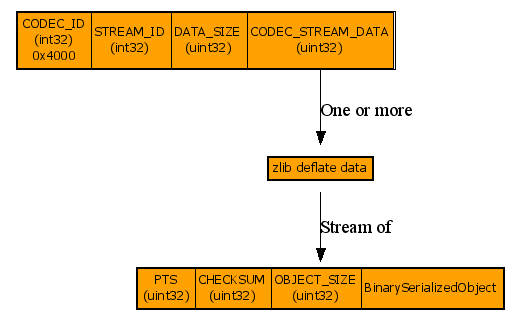 CODEC_ID
(int32)
0x4000
STREAM_ID
(int32)
DATA_SIZE
(uint32)
CODEC_STREAM_DATA
(uint32)
One or more
zlib deflate data
Stream of
PTS
(uint32)
CHECKSUM
(uint32)
OBJECT_SIZE
(uint32)
BinarySerializedObject